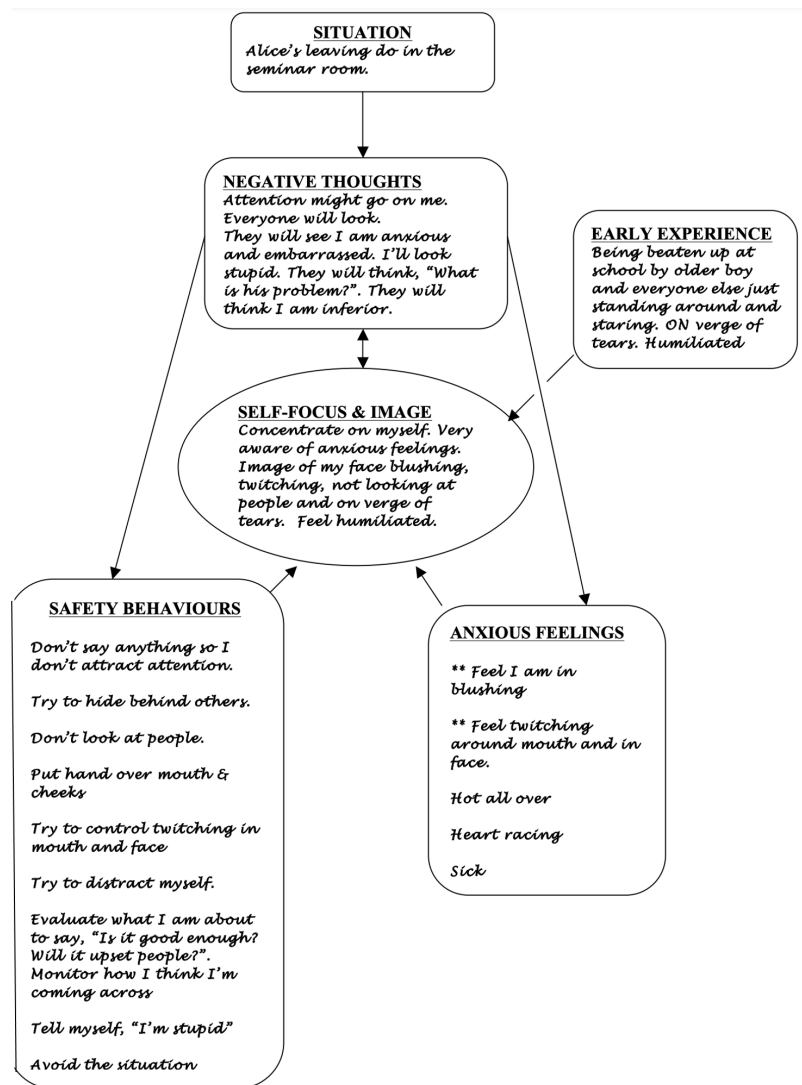 SITUATION
Alice's leaving do in the
seminar room.
NEGATIVE THOUGHTS
Attention might go on me.
Everyone will look.
They will see I am anxious
and embarrassed. I'll look
stupid. They will think, "What
is his problem?". They will
think I am inferior.
EARLY EXPERIENCE
Being beaten up at
school by older boy
and everyone else just
standing around and
staring. ON verge of
tears. Humiliated
SELF-FOCUS & IMAGE
Concentrate on myself. Very
aware of anxious feelings.
Image of my face blushing,
twitching, not looking at
people and on verge of
tears. Feel humiliated.
SAFETY BEHAVIOURS
Don't say anything so I
don't attract attention.
Try to hide behind others.
Don't look at people.
Put hand over mouth &
cheeks
Try to control twitching in
mouth and face
Try to distract myself.
Evaluate what I am about
to say, "Is it good enough?
Will it upset people?".
Monitor how I think I'm
coming across
Tell myself, "I'm stupid"
Avoid the situation
ANXIOUS FEELINGS
** Feel I am in
blushing
** Feel twitching
around mouth and in
face.
Hot all over
Heart racing
Sick